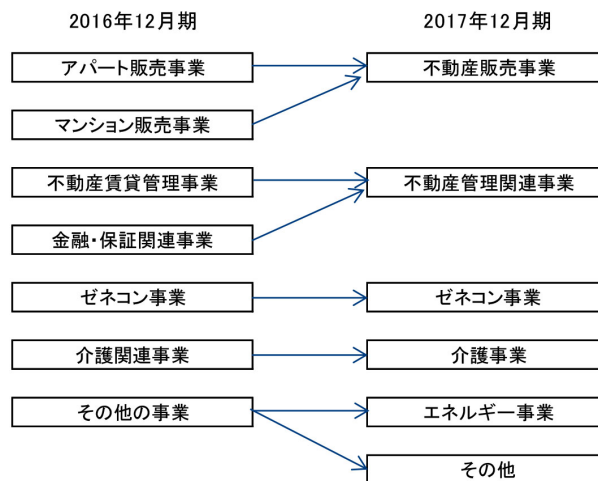 2016年12月期 2017年12月期
アパート販売事業 不動産販売事業
マンション販売事業
不動産賃貸管理事業 不動産管理関連事業
金融・保証関連事業
ゼネコン事業 ゼネコン事業
介護関連事業 介護事業
その他の事業 エネルギー事業
その他